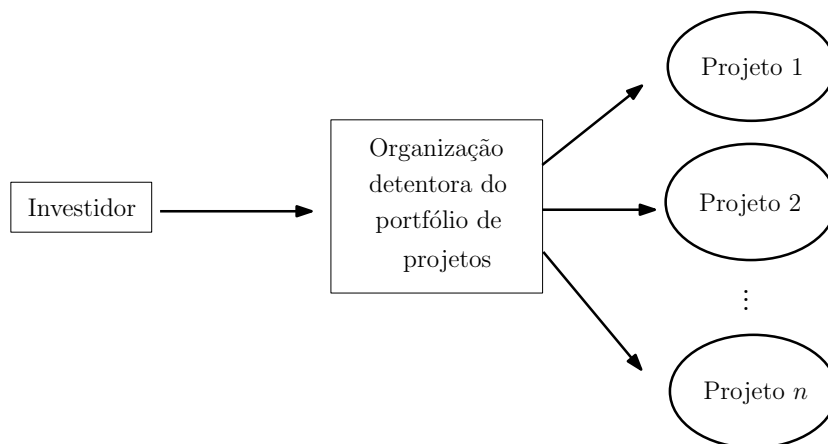 Investidor
Organização
detentora do
portfólio de
projetos
Projeto 1
Projeto 2
⋮
Projeto n